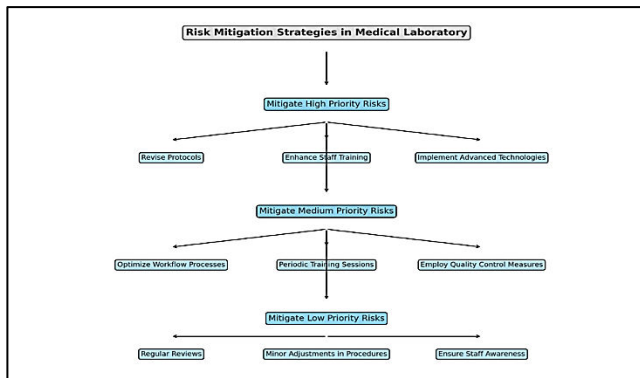 Risk Mitigation Strategies in Medical Laboratory
Mitigate High Priority Risks
Revise Protocols
Enhance Staff Training
Implement Advanced Technologies
Mitigate Medium Priority Risks
Optimize Workflow Processes
Periodic Training Sessions
Employ Quality Control Measures
Mitigate Low Priority Risks
Regular Reviews
Minor Adjustments in Procedures
Ensure Staff Awareness